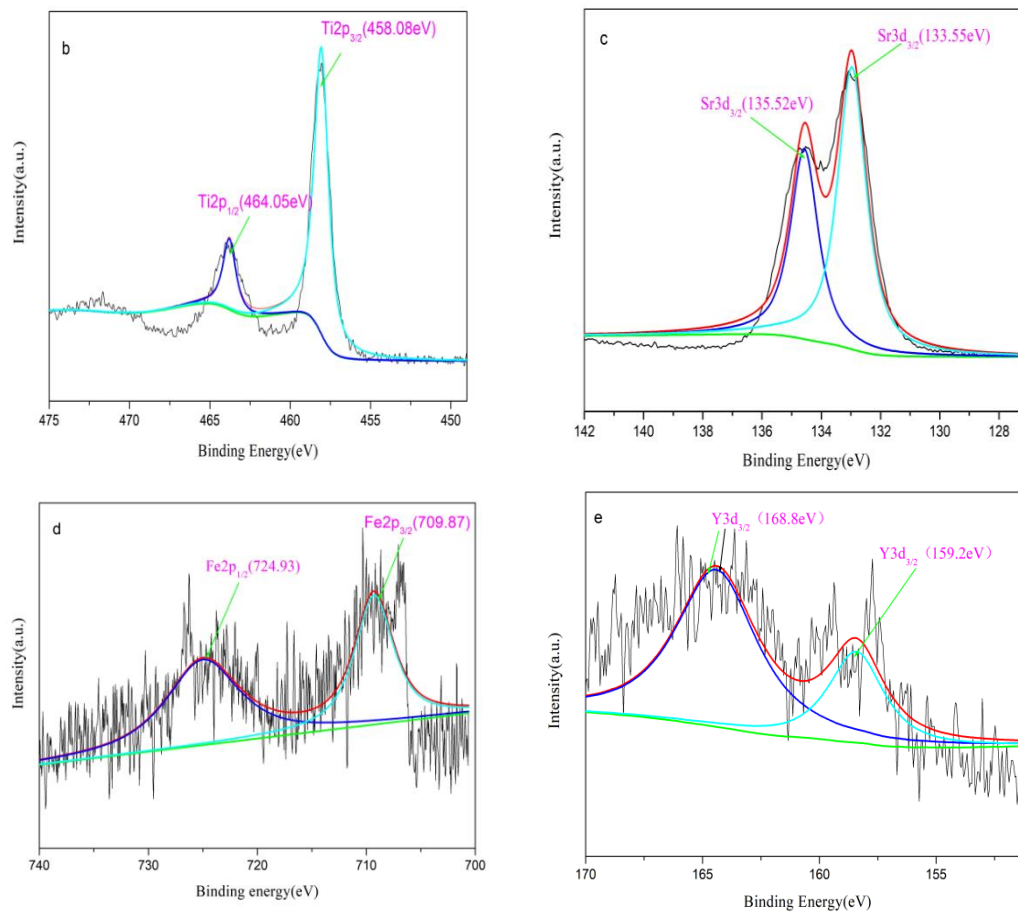 b
Ti2p3/2(458.08eV)
Ti2p1/2(464.05eV)
Intensity(a.u.)
475 470 465 460 455 450
Binding Energy(eV)
c
Sr3d3/2(133.55eV)
Sr3d3/2(135.52eV)
Intensity(a.u.)
142 140 138 136 134 132 130 128
Binding Energy(eV)
d
Fe2p3/2(709.87)
Fe2p1/2(724.93)
Intensity(a.u.)
740 730 720 710 700
Binding energy(eV)
e
Y3d3/2 (168.8eV）
Y3d3/2（159.2eV）
Intensity(a.u.)
170 165 160 155
Binding Energy(eV)